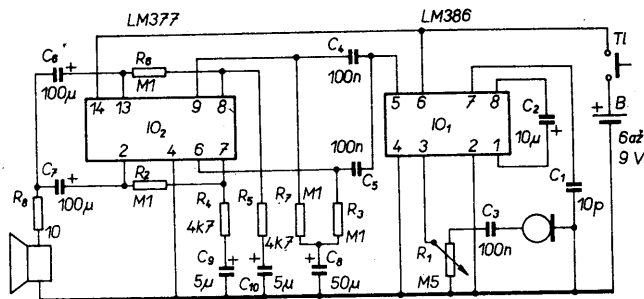 LM377
LM386
C6
100µ
R6
M1
C4
100n
Tl
14
13
9
8
5
6
7
8
IO2
IO1
C2
10µ
B
6až
9 V
2
4
6
7
4
3
2
1
C7
100µ
R2
M1
C5
100n
C1
10p
R8
10
R4
4k7
R5
4k7
R7
M1
R3
M1
R1
M5
C3
100n
C9
5µ
C10
5µ
C8
50µ